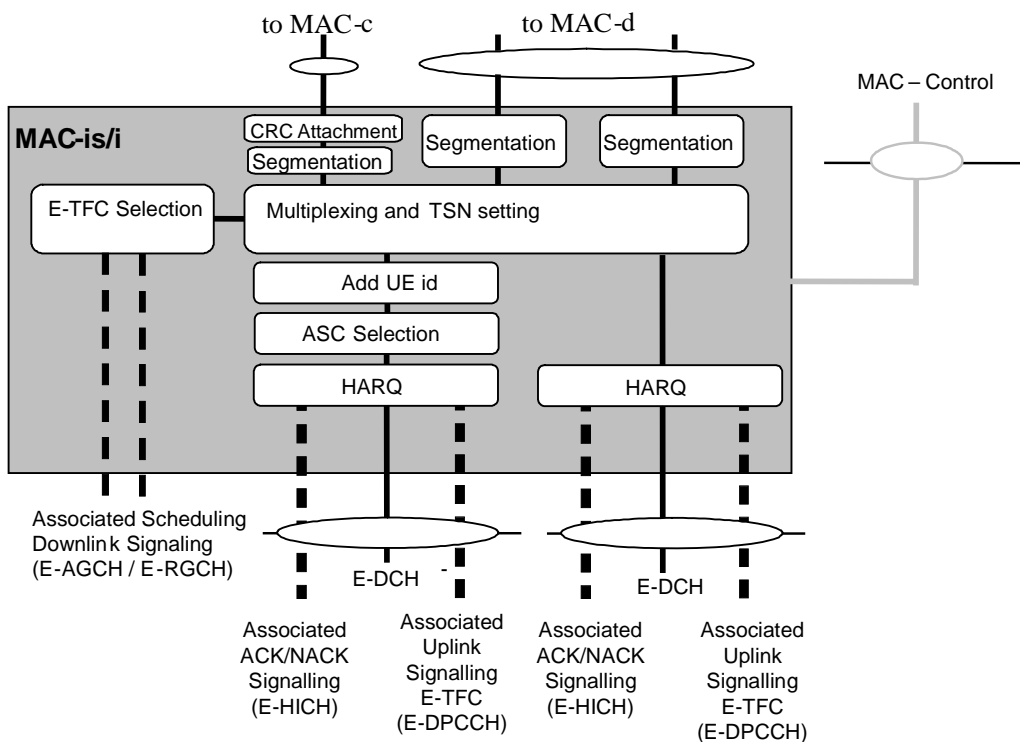 to MAC-c
to MAC-d
MAC – Control
MAC-is/i
CRC Attachment
Segmentation
Segmentation
Segmentation
E-TFC Selection
Multiplexing and TSN setting
Add UE id
ASC Selection
HARQ
HARQ
Associated Scheduling
Downlink Signaling
(E-AGCH / E-RGCH)
E-DCH
-
E-DCH
Associated
ACK/NACK
Signalling
(E-HICH)
Associated
Uplink
Signalling
E-TFC
(E-DPCCH)
Associated
ACK/NACK
Signalling
(E-HICH)
Associated
Uplink
Signalling
E-TFC
(E-DPCCH)